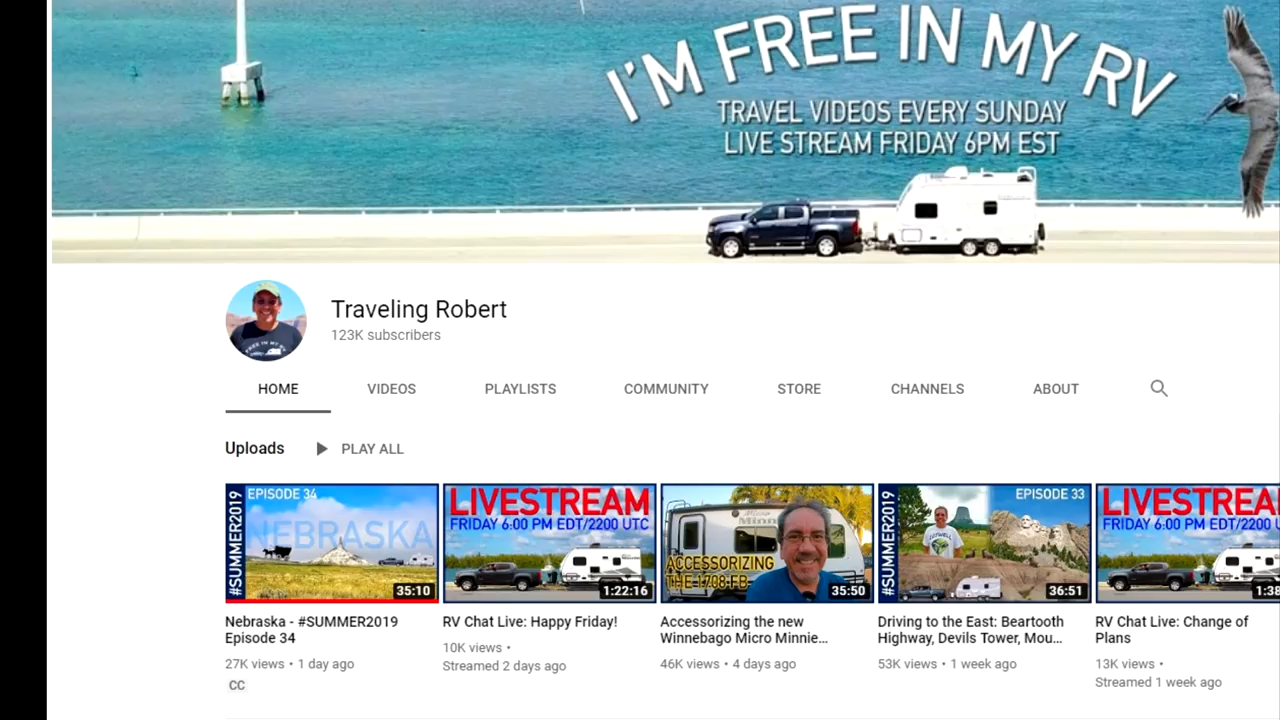 I'M FREE IN MY RV
TRAVEL VIDEOS EVERY SUNDAY
LIVE STREAM FRIDAY 6PM EST
Traveling Robert
123K subscribers
HOME VIDEOS PLAYLISTS COMMUNITY STORE CHANNELS ABOUT
Uploads PLAY ALL
#SUMMER2019
EPISODE 34
NEBRASKA
35:10
LIVESTREAM
FRIDAY 6:00 PM EDT/2200 UTC
1:22:16
ACCESSORIZING
THE 1708 FB
35:50
#SUMMER2019
EPISODE 33
36:51
LIVESTREA
FRIDAY 6:00 PM EDT/2200 U
1:38
Nebraska - #SUMMER2019
Episode 34
27K views • 1 day ago
CC
RV Chat Live: Happy Friday!
10K views •
Streamed 2 days ago
Accessorizing the new
Winnebago Micro Minnie...
46K views • 4 days ago
Driving to the East: Beartooth
Highway, Devils Tower, Mou...
53K views • 1 week ago
RV Chat Live: Change of
Plans
13K views •
Streamed 1 week ago